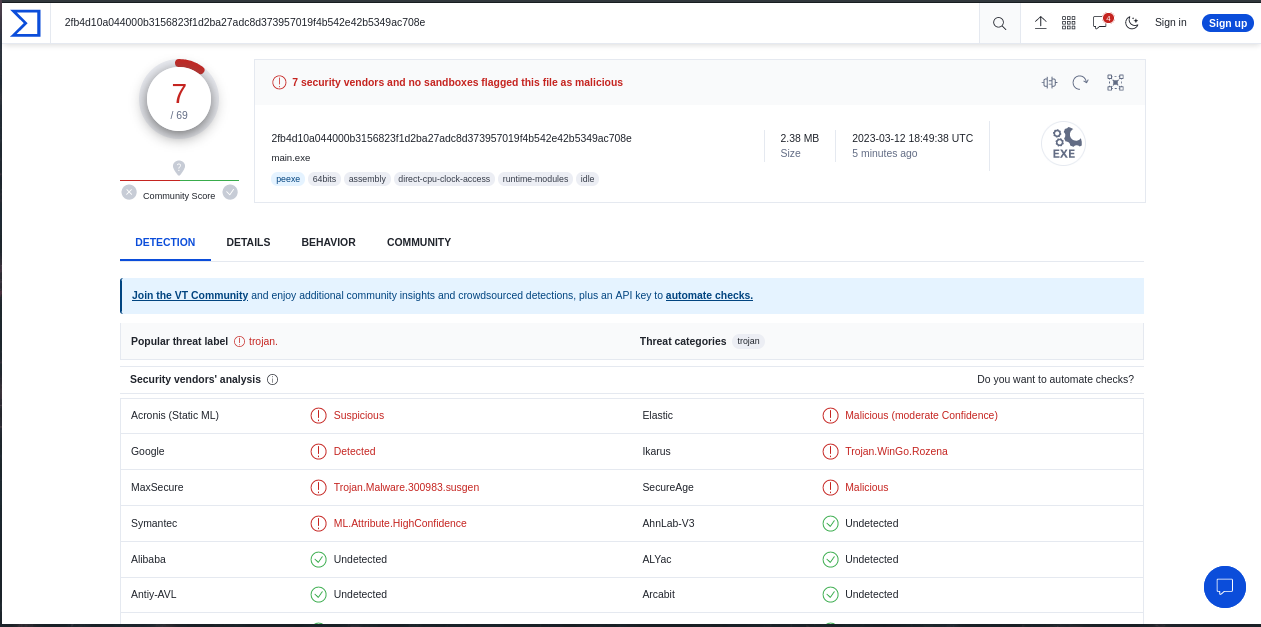 2fb4d10a044000b3156823f1d2ba27adc8d373957019f4b542e42b5349ac708e
4
Sign in
Sign up
7
/ 69
Community Score
7 security vendors and no sandboxes flagged this file as malicious
2fb4d10a044000b3156823f1d2ba27adc8d373957019f4b542e42b5349ac708e
main.exe
peexe 64bits assembly direct-cpu-clock-access runtime-modules idle
2.38 MB
Size
2023-03-12 18:49:38 UTC
5 minutes ago
EXE
DETECTION DETAILS BEHAVIOR COMMUNITY
Join the VT Community and enjoy additional community insights and crowdsourced detections, plus an API key to automate checks.
Popular threat label trojan. Threat categories trojan
Security vendors' analysis Do you want to automate checks?
Acronis (Static ML) Suspicious Elastic Malicious (moderate Confidence)
Google Detected Ikarus Trojan.WinGo.Rozena
MaxSecure Trojan.Malware.300983.susgen SecureAge Malicious
Symantec ML.Attribute.HighConfidence AhnLab-V3 Undetected
Alibaba Undetected ALYac Undetected
Antiy-AVL Undetected Arcabit Undetected